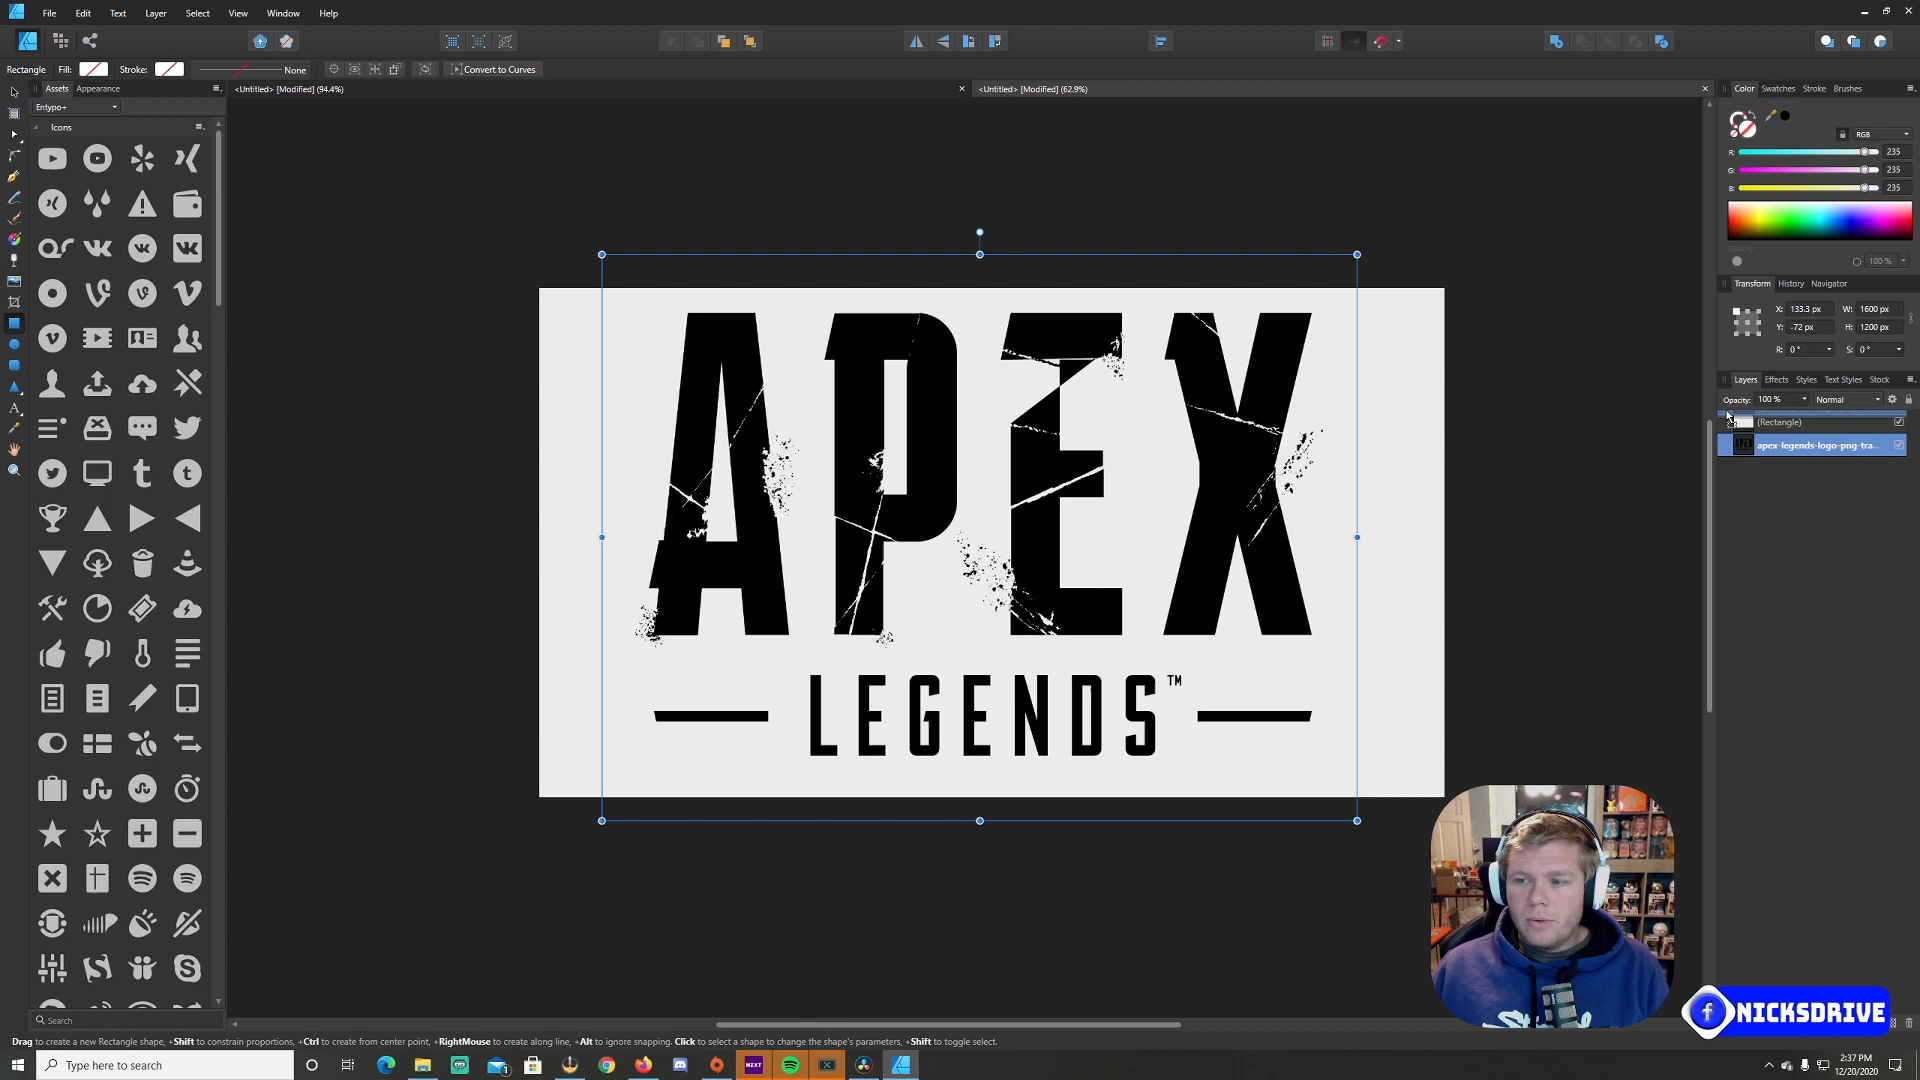 File Edit Text Layer Select View Window Help
Rectangle Fill: Stroke: None Convert to Curves
Assets Appearance
<Untitled> [Modified] (94.4%)
<Untitled> [Modified] (62.9%)
Color Swatches Stroke Brushes
Entypo+
Icons
RGB
R: 235
G: 235
B: 235
Opacity
100 %
Transform History Navigator
X: 133.3 px W: 1600 px
Y: -72 px H: 1200 px
R: 0 ° S: 0 °
Layers Effects Styles Text Styles Stock
Opacity: 100 % Normal
(Rectangle)
apex-legends-logo-png-tra...
APEX
LEGENDS™
Search
NICKSDRIVE
Drag to create a new Rectangle shape, +Shift to constrain proportions, +Ctrl to create from center point, +RightMouse to create along line, +Alt to ignore snapping. Click to select a shape to change the shape's parameters, +Shift to toggle select.
Type here to search
NZXT
2:37 PM
12/20/2020